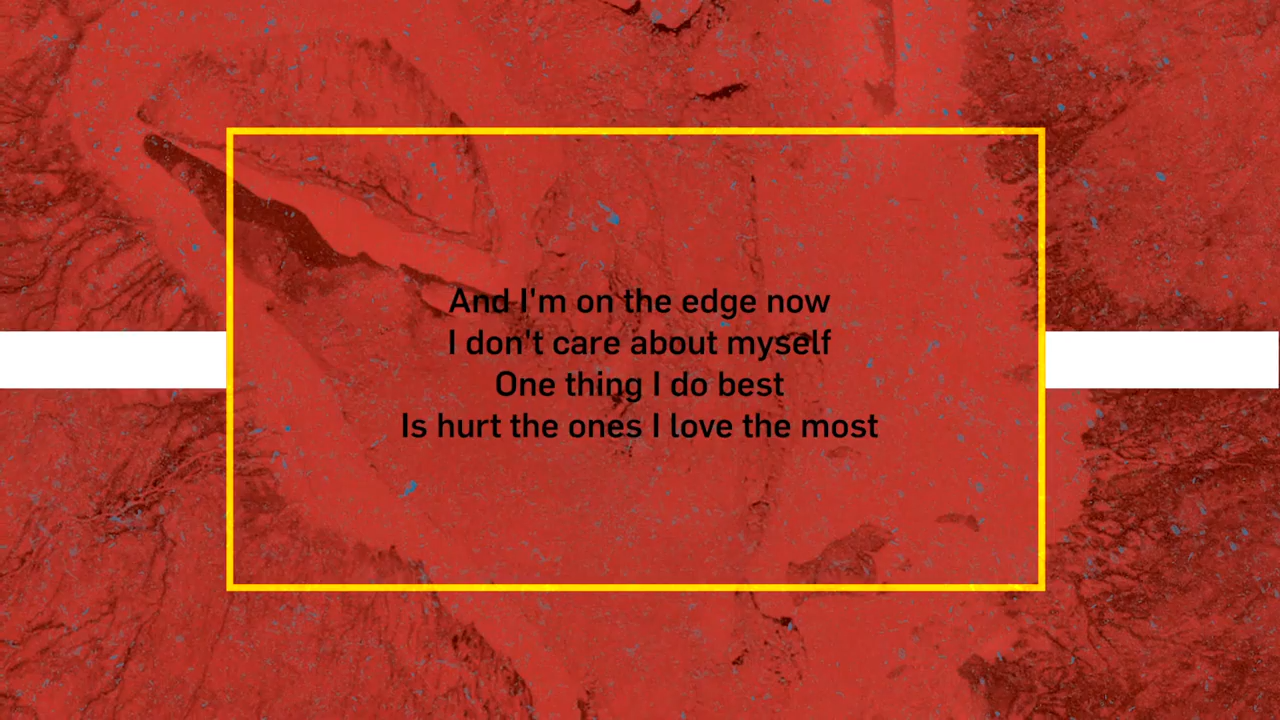 And I'm on the edge now
I don't care about myself
One thing I do best
Is hurt the ones I love the most